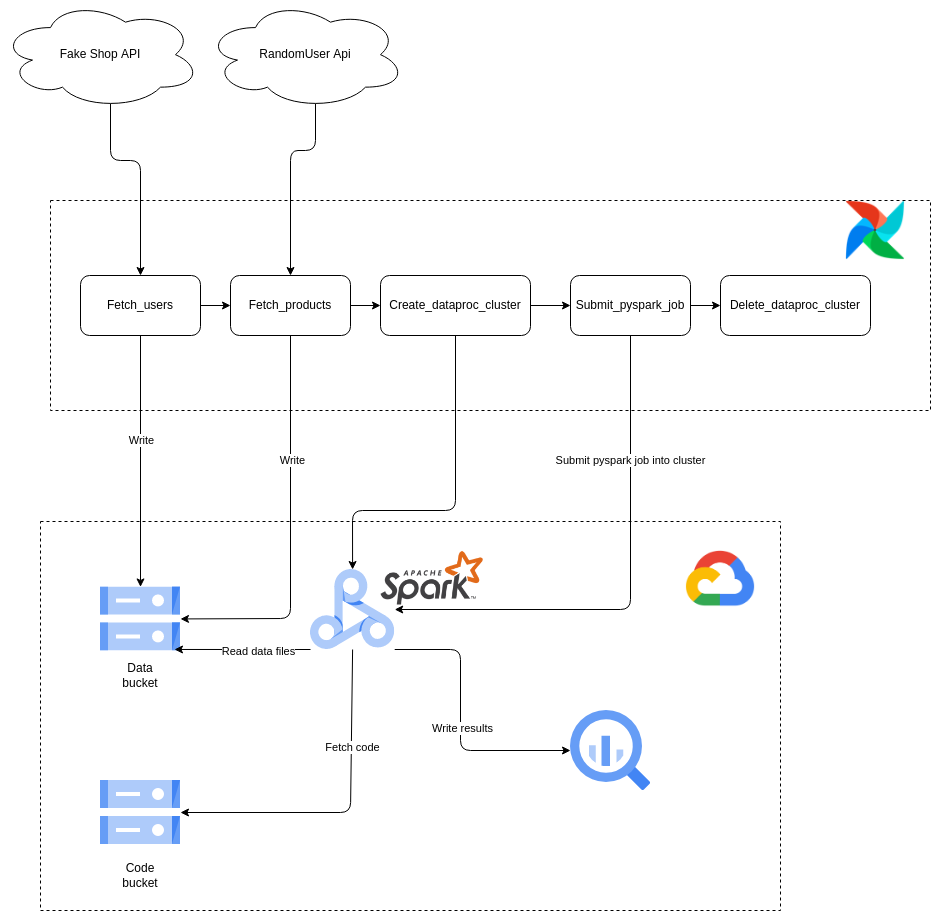 Fake Shop API
RandomUser Api
Fetch_users
Fetch_products
Create_dataproc_cluster
Submit_pyspark_job
Delete_dataproc_cluster
Write
Write
Submit pyspark job into cluster
APACHE
Spark™
Read data files
Data
bucket
Write results
Fetch code
Code
bucket